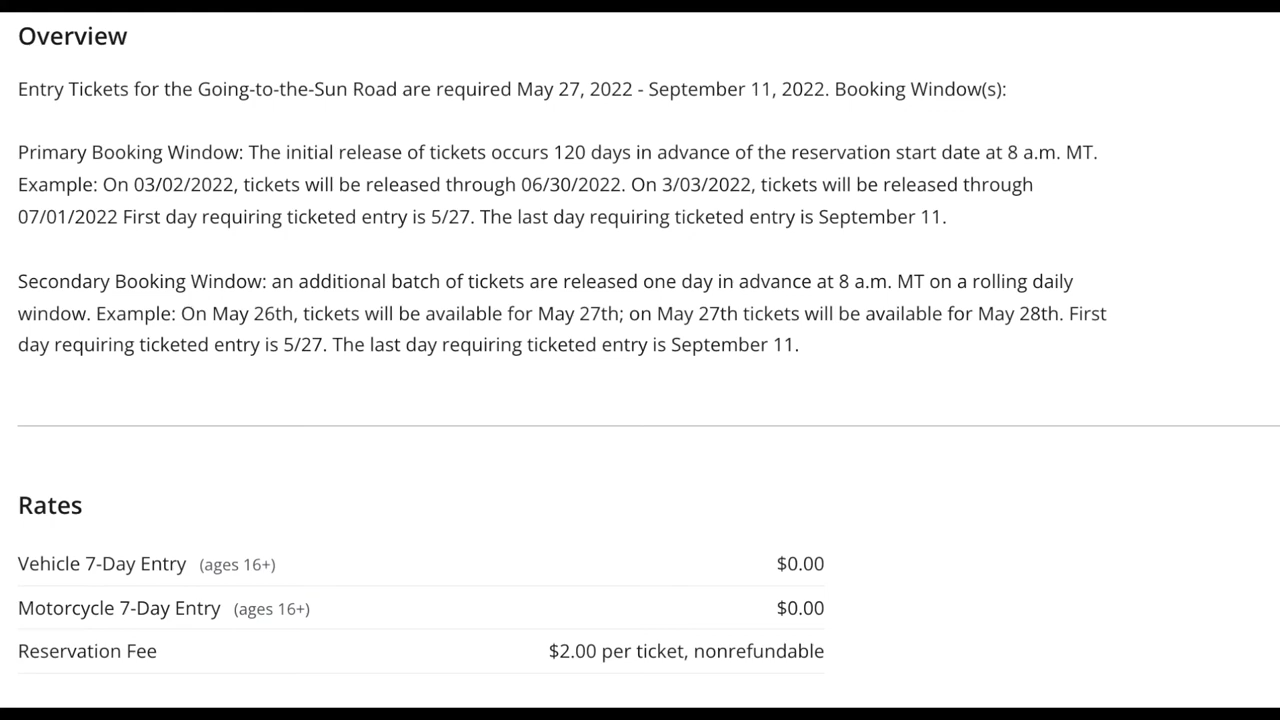 Overview
Entry Tickets for the Going-to-the-Sun Road are required May 27, 2022 - September 11, 2022. Booking Window(s):
Primary Booking Window: The initial release of tickets occurs 120 days in advance of the reservation start date at 8 a.m. MT.
Example: On 03/02/2022, tickets will be released through 06/30/2022. On 3/03/2022, tickets will be released through
07/01/2022 First day requiring ticketed entry is 5/27. The last day requiring ticketed entry is September 11.
Secondary Booking Window: an additional batch of tickets are released one day in advance at 8 a.m. MT on a rolling daily
window. Example: On May 26th, tickets will be available for May 27th; on May 27th tickets will be available for May 28th. First
day requiring ticketed entry is 5/27. The last day requiring ticketed entry is September 11.
Rates
Vehicle 7-Day Entry (ages 16+) $0.00
Motorcycle 7-Day Entry (ages 16+) $0.00
Reservation Fee $2.00 per ticket, nonrefundable